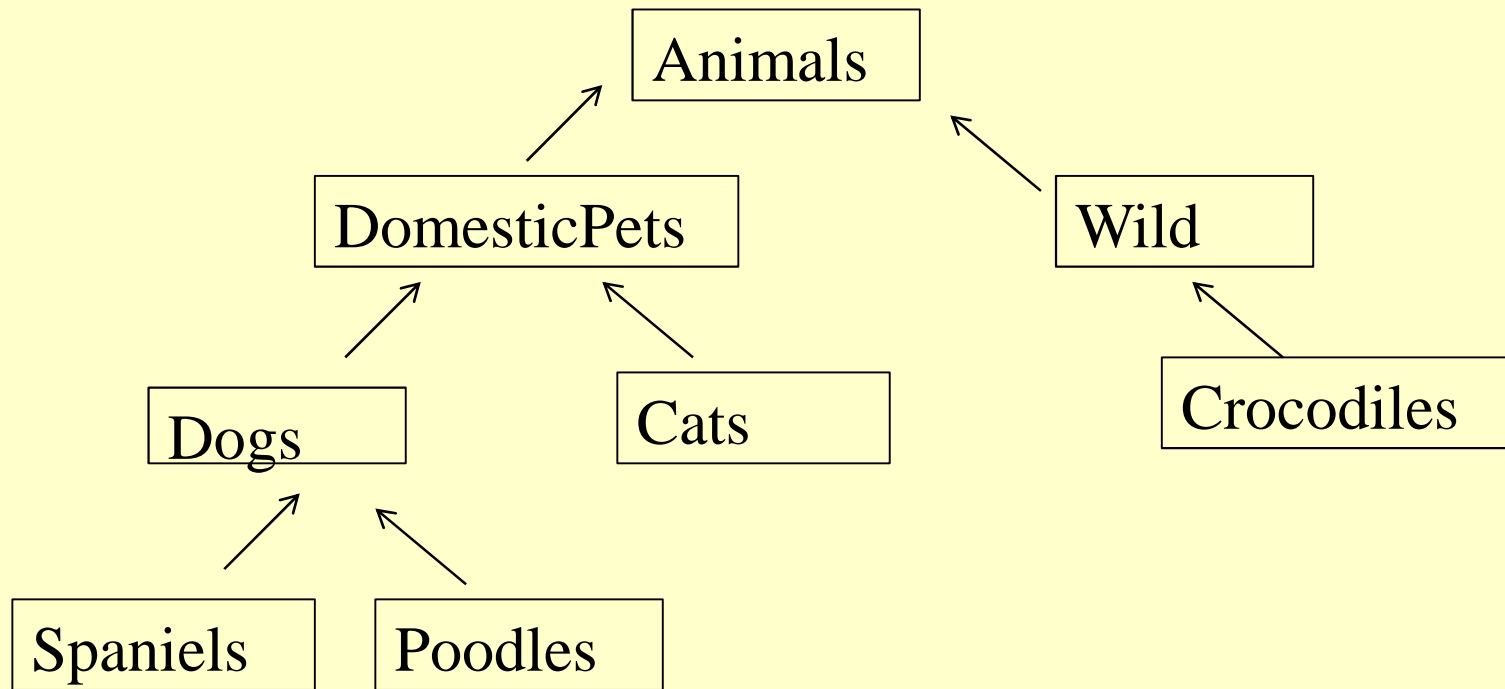 Animals
DomesticPets
Wild
Dogs
Cats
Crocodiles
Spaniels
Poodles